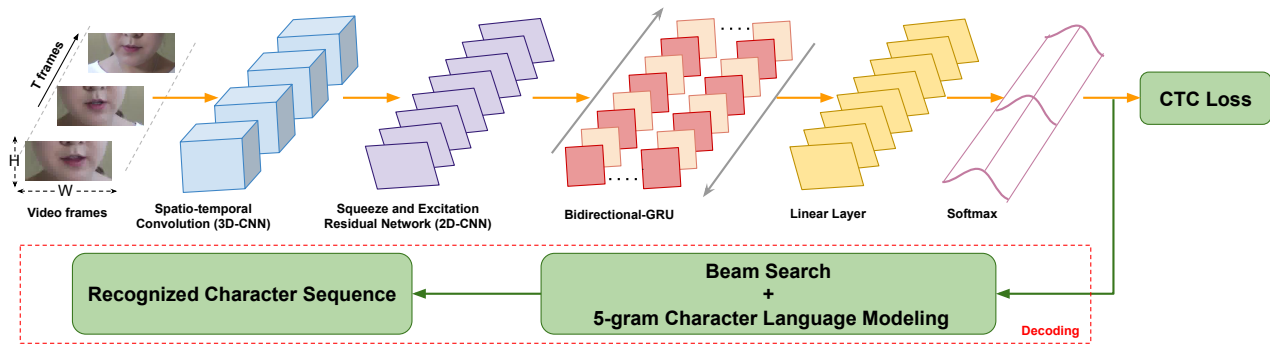 T frames
H
W
Video frames
Spatio-temporal
Convolution (3D-CNN)
Squeeze and Excitation
Residual Network (2D-CNN)
Bidirectional-GRU
Linear Layer
Softmax
CTC Loss
Recognized Character Sequence
Beam Search
+
5-gram Character Language Modeling
Decoding